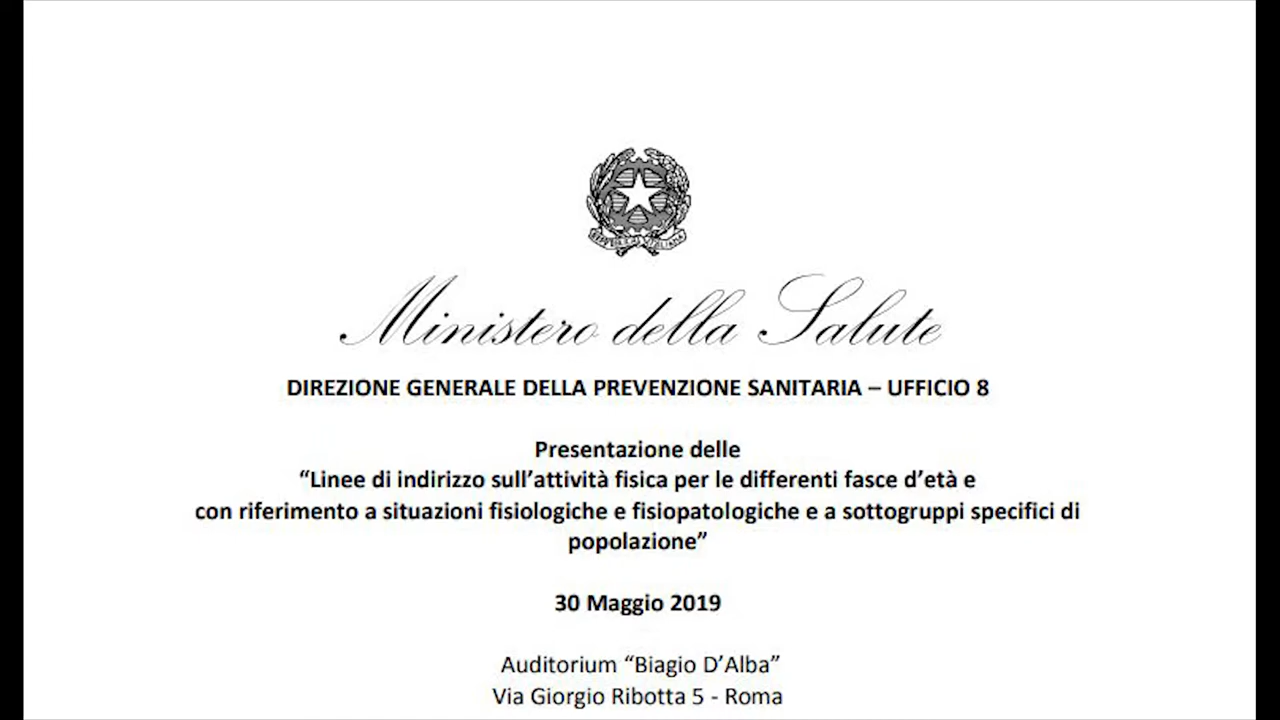 REPVBBLICA ITALIANA
Ministero della Salute
DIREZIONE GENERALE DELLA PREVENZIONE SANITARIA – UFFICIO 8
Presentazione delle
“Linee di indirizzo sull’attività fisica per le differenti fasce d’età e
con riferimento a situazioni fisiologiche e fisiopatologiche e a sottogruppi specifici di
popolazione”
30 Maggio 2019
Auditorium “Biagio D’Alba”
Via Giorgio Ribotta 5 - Roma